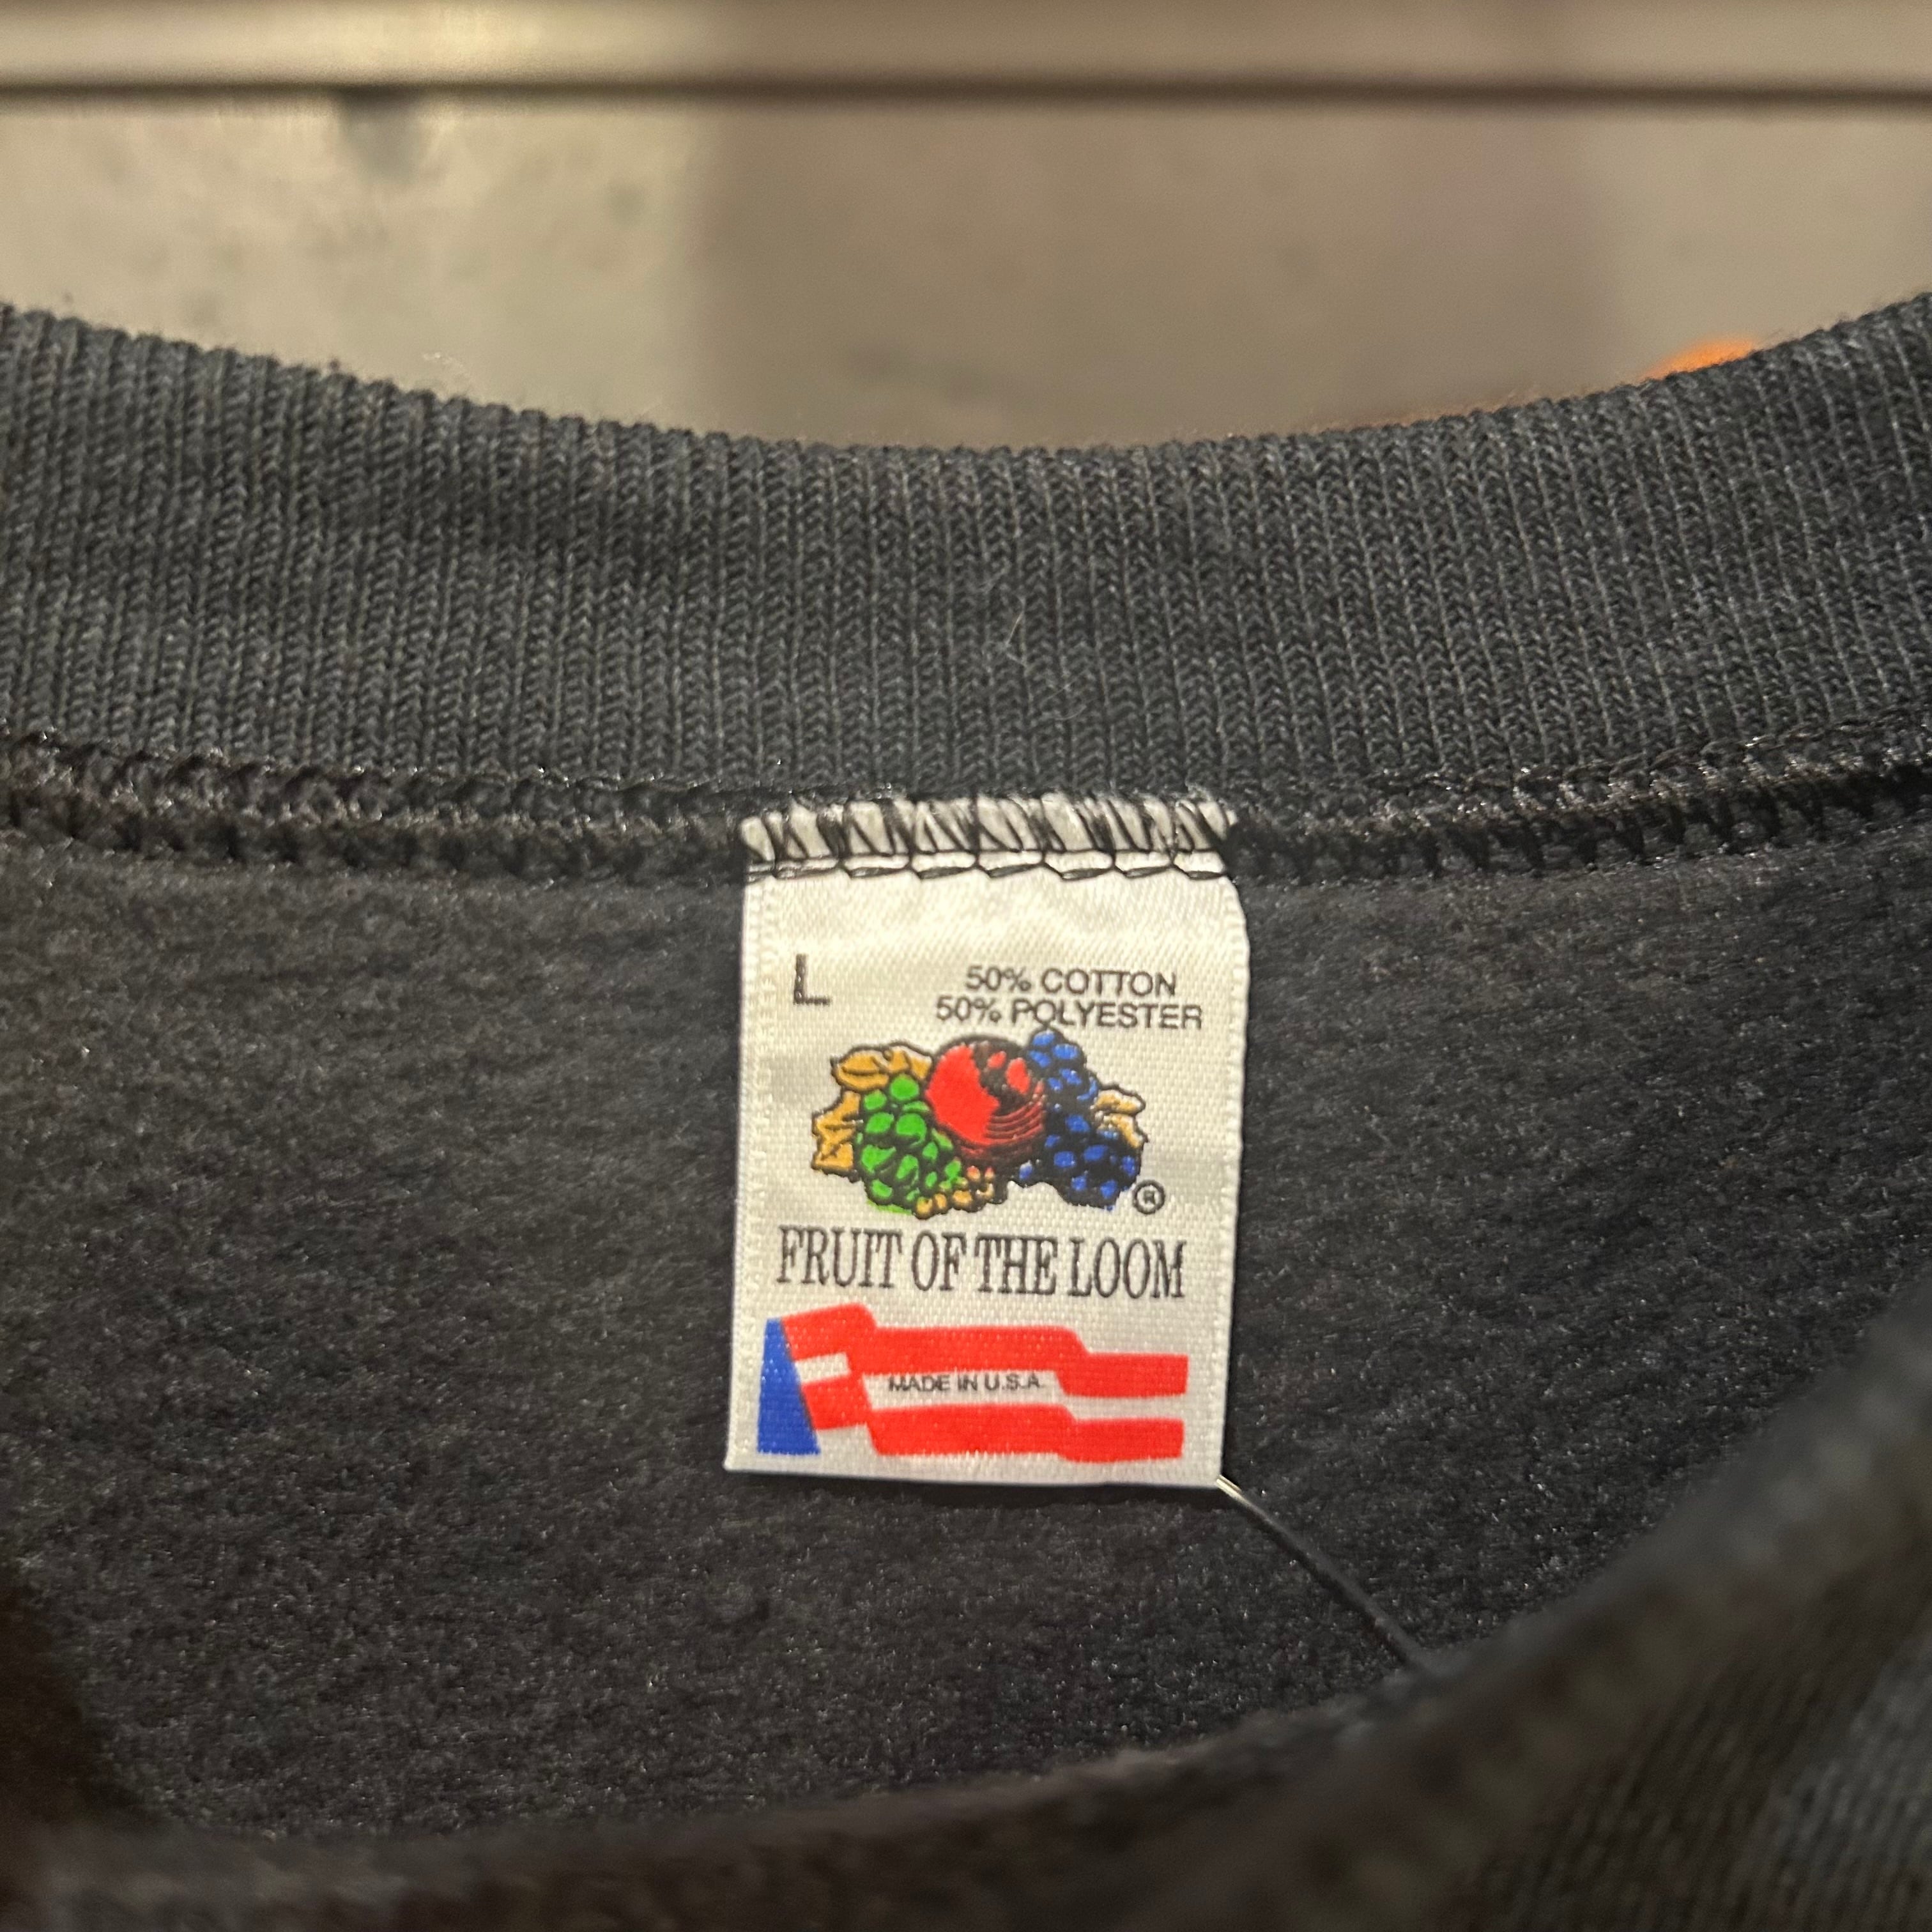 L
50% COTTON
50% POLYESTER
®
FRUIT OF THE LOOM
MADE IN U.S.A.